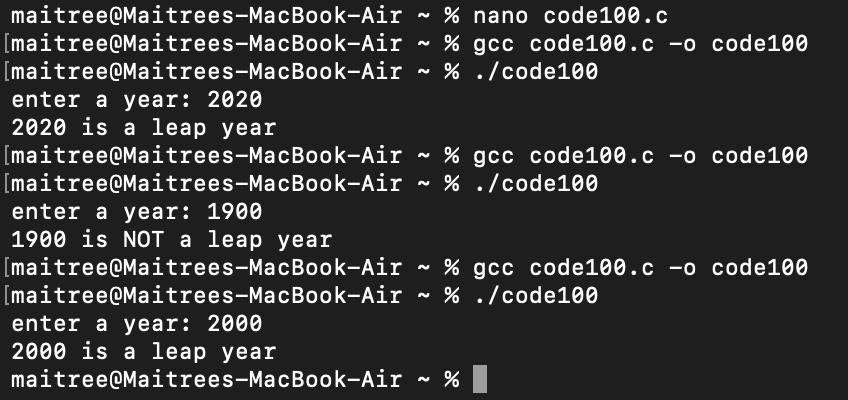 maitree@Maitrees-MacBook-Air ~ % nano code100.c
[maitree@Maitrees-MacBook-Air ~ % gcc code100.c -o code100
[maitree@Maitrees-MacBook-Air ~ % ./code100
enter a year: 2020
2020 is a leap year
[maitree@Maitrees-MacBook-Air ~ % gcc code100.c -o code100
[maitree@Maitrees-MacBook-Air ~ % ./code100
enter a year: 1900
1900 is NOT a leap year
[maitree@Maitrees-MacBook-Air ~ % gcc code100.c -o code100
[maitree@Maitrees-MacBook-Air ~ % ./code100
enter a year: 2000
2000 is a leap year
maitree@Maitrees-MacBook-Air ~ %